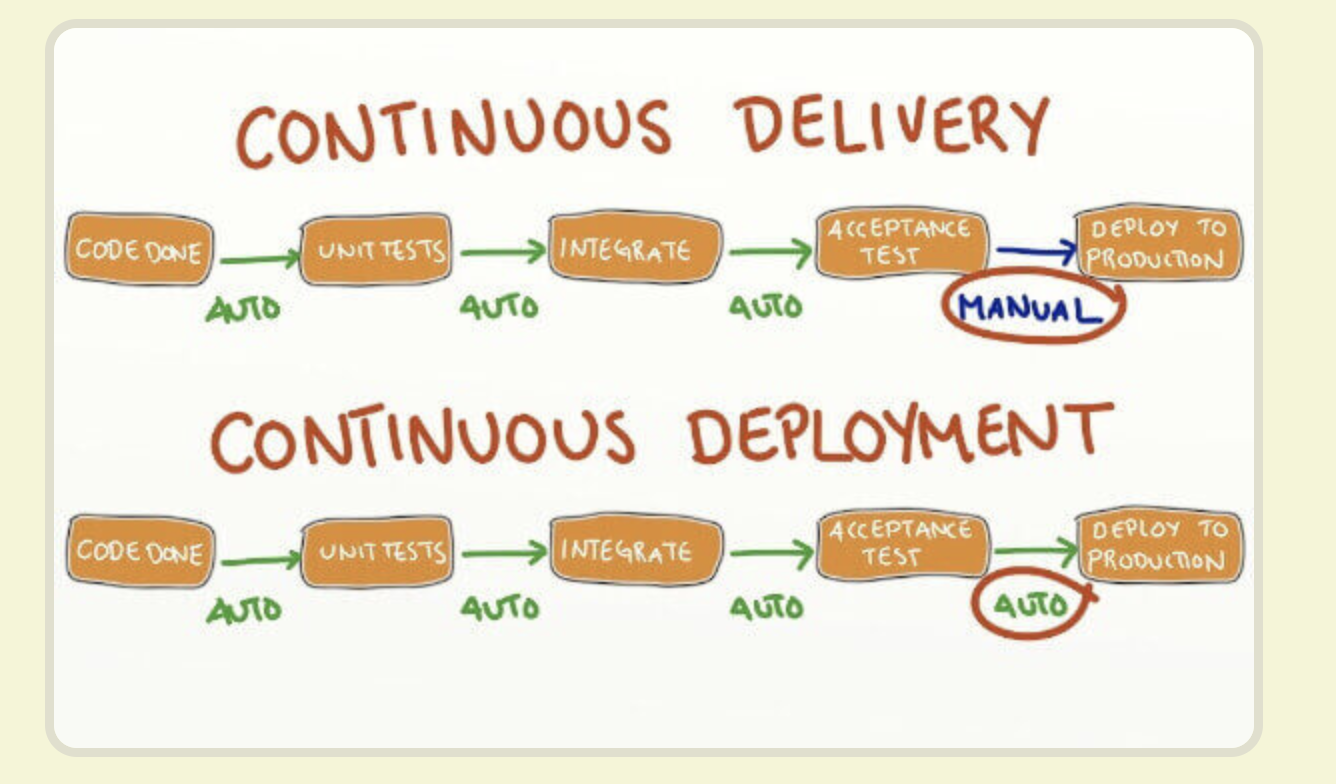 CONTINUOUS DELIVERY
CODE DONE
UNIT TESTS
INTEGRATE
ACCEPTANCE
TEST
DEPLOY TO
PRODUCTION
AUTO
AUTO
AUTO
MANUAL
CONTINUOUS DEPLOYMENT
CODE DONE
UNIT TESTS
INTEGRATE
ACCEPTANCE
TEST
DEPLOY TO
PRODUCTION
AUTO
AUTO
AUTO
AUTO